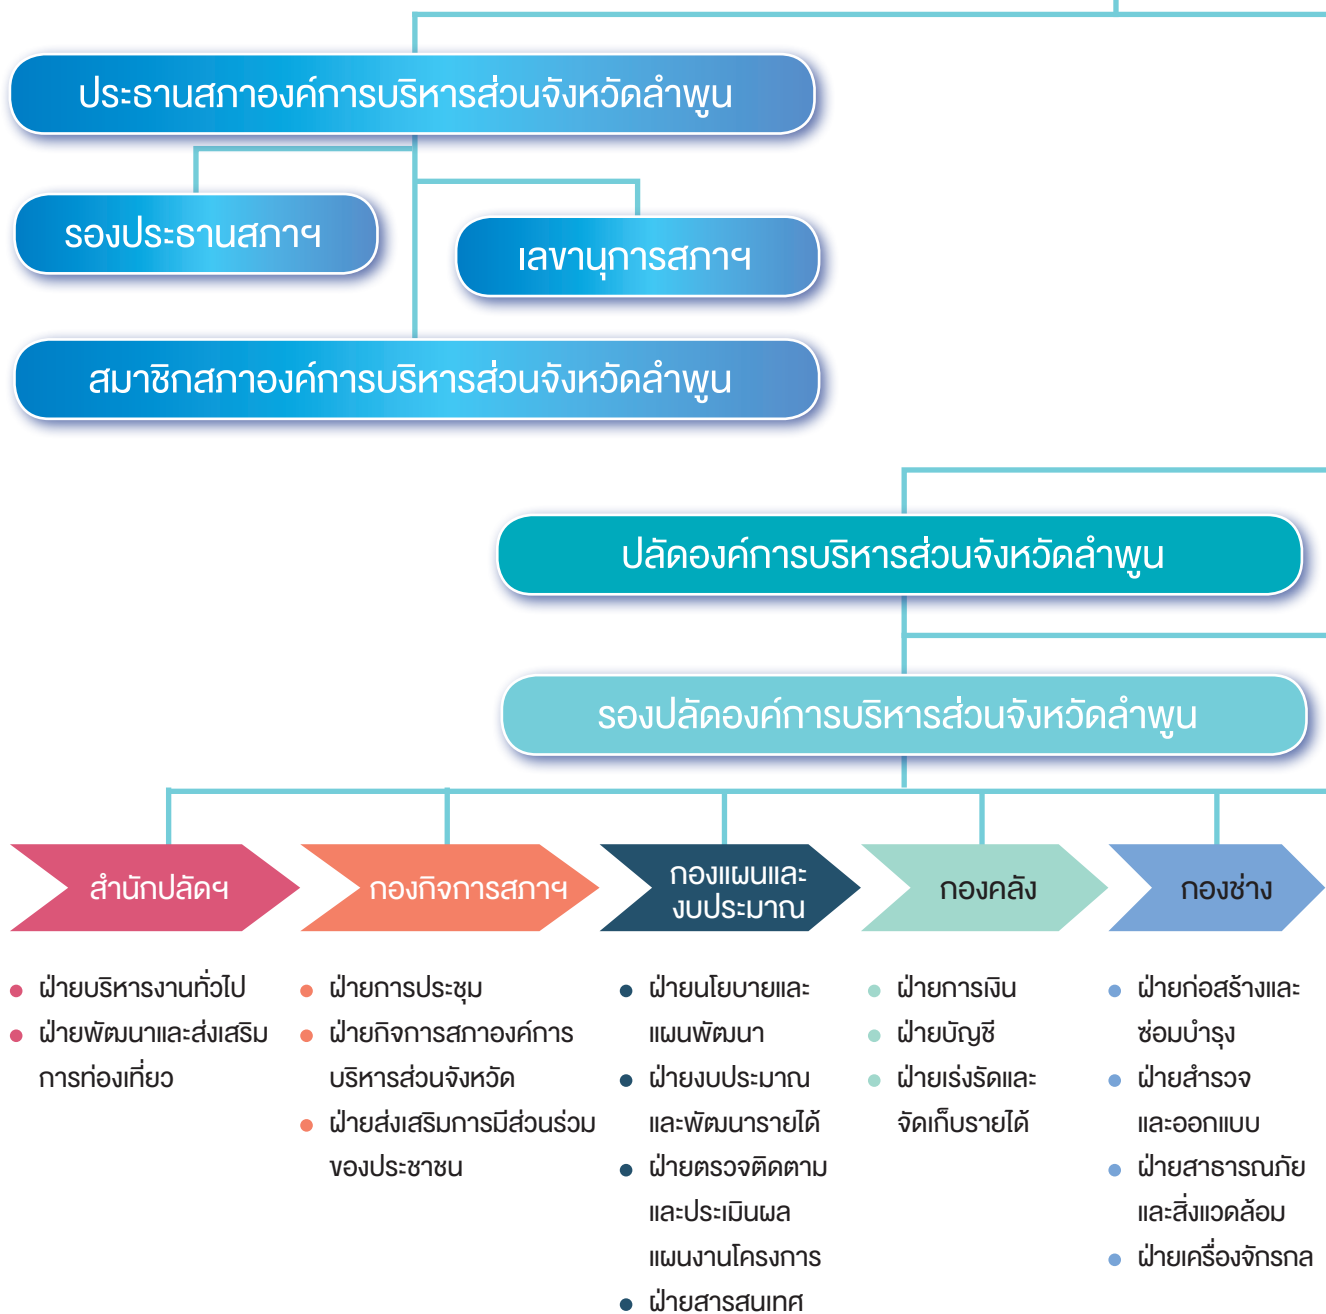 ประธานสภาองค์การบริหารส่วนจังหวัดลำพูน
รองประธานสภาฯ
เลขานุการสภาฯ
สมาชิกสภาองค์การบริหารส่วนจังหวัดลำพูน
ปลัดองค์การบริหารส่วนจังหวัดลำพูน
รองปลัดองค์การบริหารส่วนจังหวัดลำพูน
สำนักปลัดฯ
ฝ่ายบริหารงานทั่วไป
ฝ่ายพัฒนาและส่งเสริม
การท่องเที่ยว
กองกิจการสภาฯ
ฝ่ายการประชุม
ฝ่ายกิจการสภาองค์การ
บริหารส่วนจังหวัด
ฝ่ายส่งเสริมการมีส่วนร่วม
ของประชาชน
กองแผนและ
งบประมาณ
ฝ่ายนโยบายและ
แผนพัฒนา
ฝ่ายงบประมาณ
และพัฒนารายได้
ฝ่ายตรวจติดตาม
และประเมินผล
แผนงานโครงการ
ฝ่ายสารสนเทศ
กองคลัง
ฝ่ายการเงิน
ฝ่ายบัญชี
ฝ่ายเร่งรัดและ
จัดเก็บรายได้
กองช่าง
ฝ่ายก่อสร้างและ
ซ่อมบำรุง
ฝ่ายสำรวจ
และออกแบบ
ฝ่ายสาธารณภัย
และสิ่งแวดล้อม
ฝ่ายเครื่องจักรกล